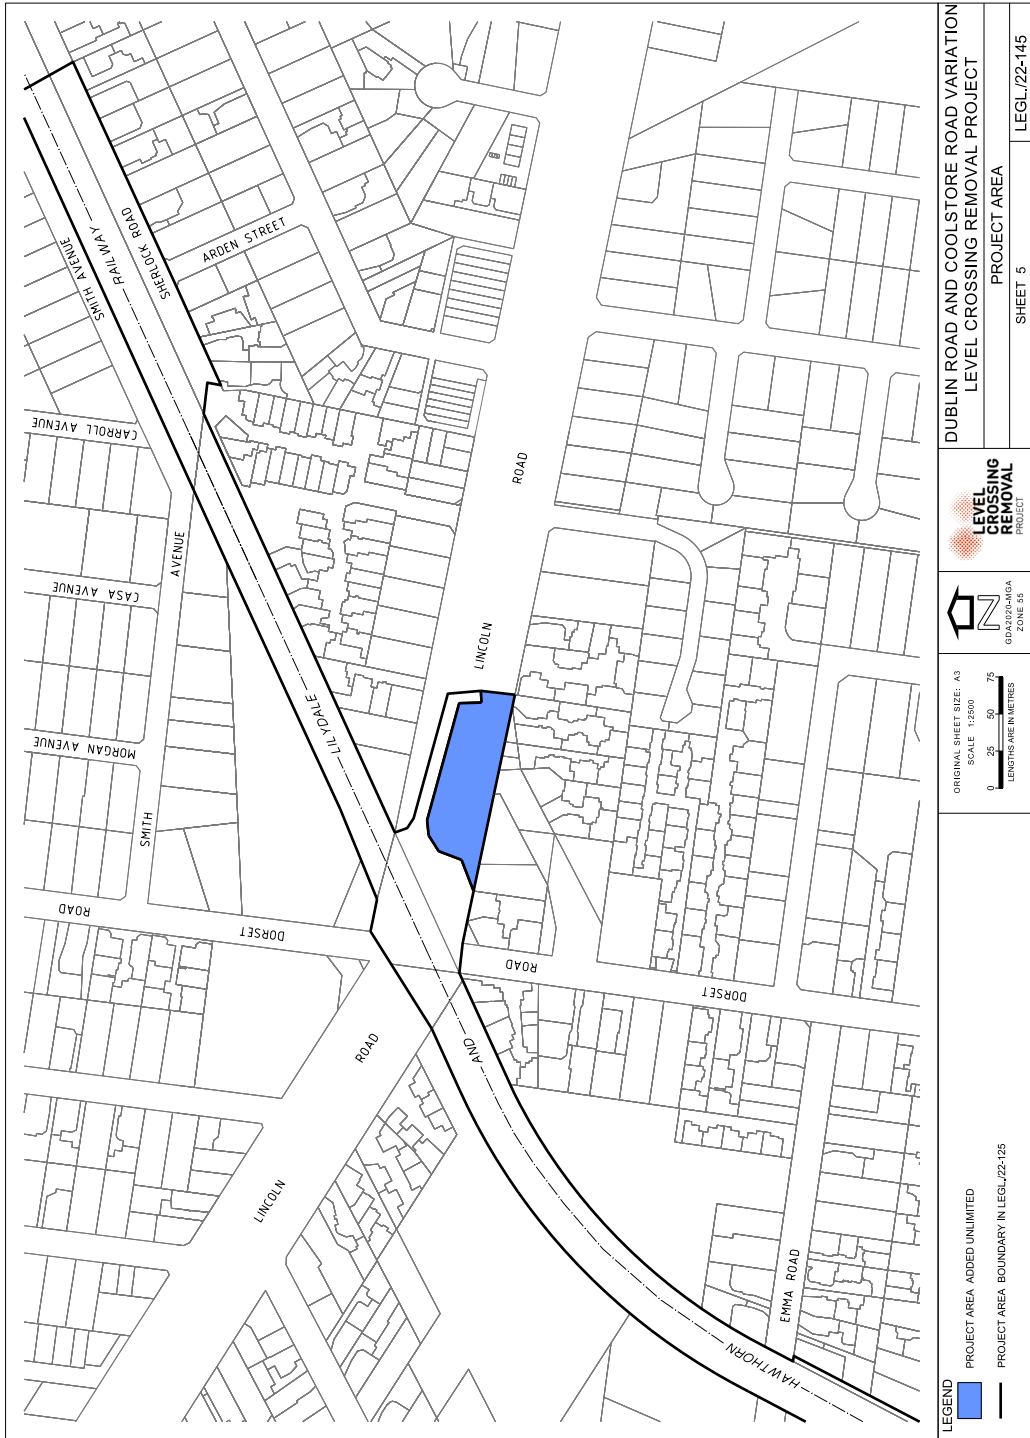 SMITH AVENUE
RAILWAY
SHERLOCK ROAD
ARDEN STREET
CARROLL AVENUE
AVENUE
CASA AVENUE
ROAD
LINCOLN
LILYDALE
MORGAN AVENUE
SMITH
ROAD
DORSET
ROAD
DORSET
ROAD
AND
LINCOLN
EMMA ROAD
HAWTHORN
LEGEND
PROJECT AREA ADDED UNLIMITED
PROJECT AREA BOUNDARY IN LEGL./22-125
ORIGINAL SHEET SIZE: A3
SCALE 1:2500
0 25 50 75
LENGTHS ARE IN METRES
N
GDA2020-MGA
ZONE 55
LEVEL
CROSSING
REMOVAL
PROJECT
DUBLIN ROAD AND COOLSTORE ROAD VARIATION
LEVEL CROSSING REMOVAL PROJECT
PROJECT AREA
SHEET 5
LEGL./22-145